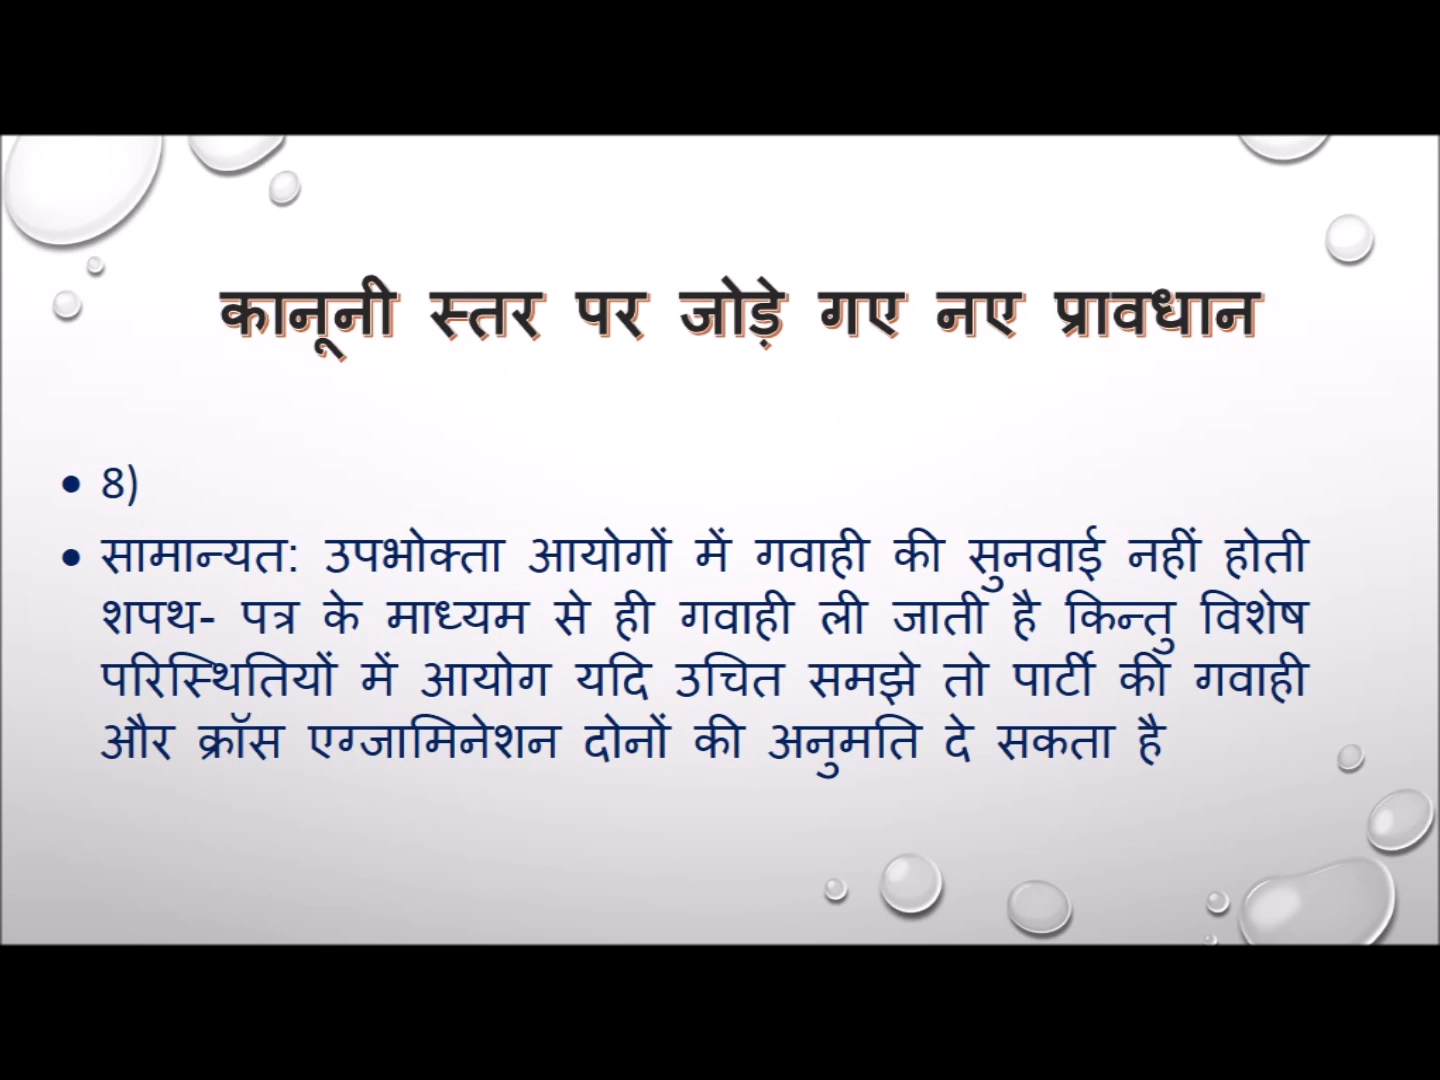 कानूनी स्तर पर जोड़े गए नए प्रावधान
• 8)
• सामान्यत: उपभोक्ता आयोगों में गवाही की सुनवाई नहीं होती
शपथ- पत्र के माध्यम से ही गवाही ली जाती है किन्तु विशेष
परिस्थितियों में आयोग यदि उचित समझे तो पार्टी की गवाही
और क्रॉस एग्जामिनेशन दोनों की अनुमति दे सकता है